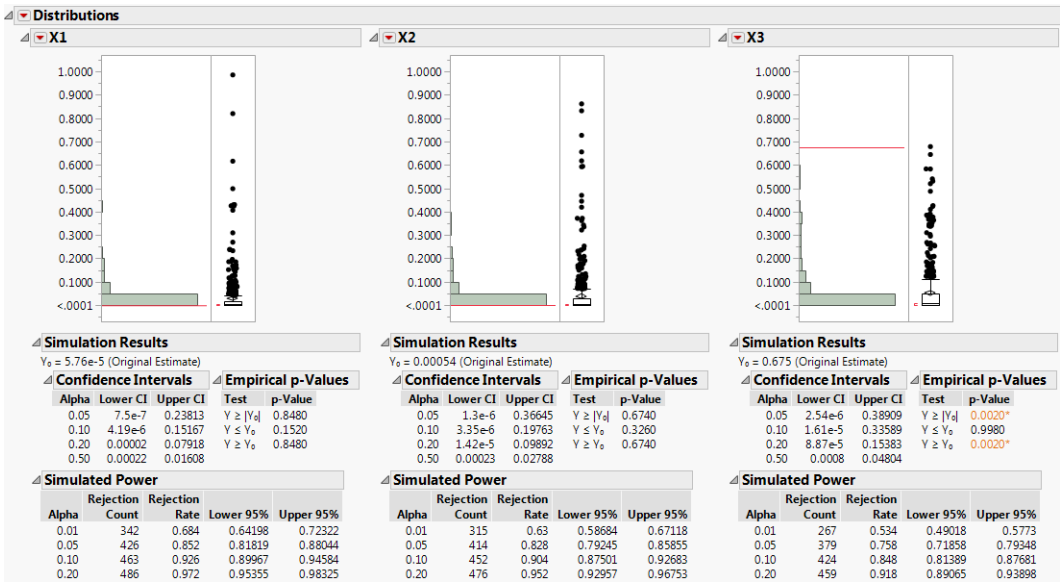 Distributions
X1
1.0000
0.9000
0.8000
0.7000
0.6000
0.5000
0.4000
0.3000
0.2000
0.1000
<.0001
Simulation Results
Y₀ = 5.76e-5 (Original Estimate)
Confidence Intervals
Alpha Lower CI Upper CI
0.05 7.5e-7 0.23813
0.10 4.19e-6 0.15167
0.20 0.00002 0.07918
0.50 0.00022 0.01608
Empirical p-Values
Test p-Value
Y ≥ |Y₀| 0.8480
Y ≤ Y₀ 0.1520
Y ≥ Y₀ 0.8480
Simulated Power
Rejection Rejection
Alpha Count Rate Lower 95% Upper 95%
0.01 342 0.684 0.64198 0.72322
0.05 426 0.852 0.81819 0.88044
0.10 463 0.926 0.89967 0.94584
0.20 486 0.972 0.95355 0.98325
X2
1.0000
0.9000
0.8000
0.7000
0.6000
0.5000
0.4000
0.3000
0.2000
0.1000
<.0001
Simulation Results
Y₀ = 0.00054 (Original Estimate)
Confidence Intervals
Alpha Lower CI Upper CI
0.05 1.3e-6 0.36645
0.10 3.35e-6 0.19763
0.20 1.42e-5 0.09892
0.50 0.00023 0.02788
Empirical p-Values
Test p-Value
Y ≥ |Y₀| 0.6740
Y ≤ Y₀ 0.3260
Y ≥ Y₀ 0.6740
Simulated Power
Rejection Rejection
Alpha Count Rate Lower 95% Upper 95%
0.01 315 0.63 0.58684 0.67118
0.05 414 0.828 0.79245 0.85855
0.10 452 0.904 0.87501 0.92683
0.20 476 0.952 0.92957 0.96753
X3
1.0000
0.9000
0.8000
0.7000
0.6000
0.5000
0.4000
0.3000
0.2000
0.1000
<.0001
Simulation Results
Y₀ = 0.675 (Original Estimate)
Confidence Intervals
Alpha Lower CI Upper CI
0.05 2.54e-6 0.38909
0.10 1.61e-5 0.33589
0.20 8.87e-5 0.15383
0.50 0.0008 0.04804
Empirical p-Values
Test p-Value
Y ≥ |Y₀| 0.0020*
Y ≤ Y₀ 0.9980
Y ≥ Y₀ 0.0020*
Simulated Power
Rejection Rejection
Alpha Count Rate Lower 95% Upper 95%
0.01 267 0.534 0.49018 0.5773
0.05 379 0.758 0.71858 0.79348
0.10 424 0.848 0.81389 0.87681
0.20 459 0.918 0.89065 0.93898